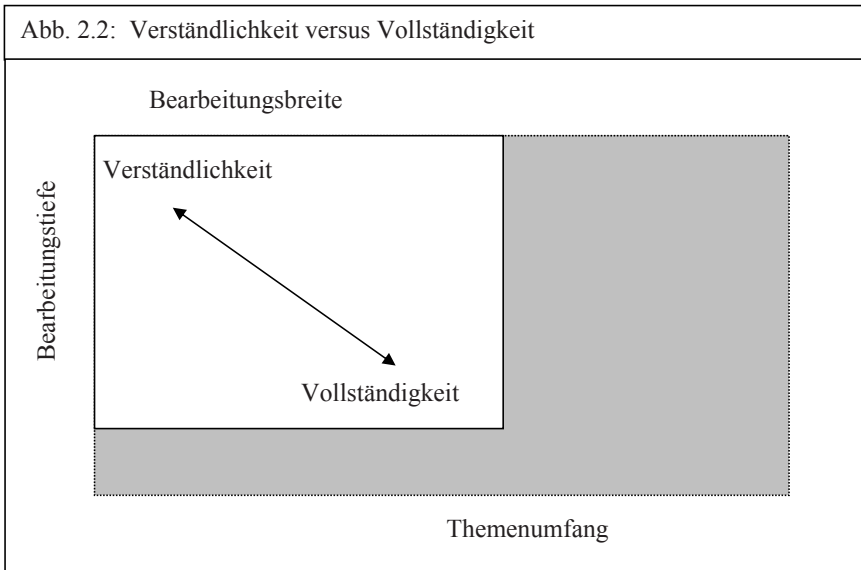 Abb. 2.2:  Verständlichkeit versus Vollständigkeit
Bearbeitungsbreite
Verständlichkeit
Bearbeitungstiefe
Vollständigkeit
Themenumfang